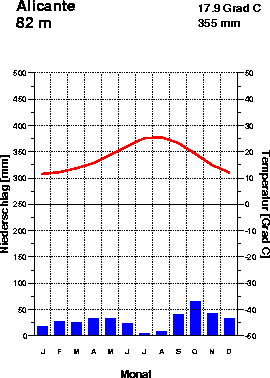 Alicante
82 m
17.9 Grad C
355 mm
500
450
400
350
300
250
200
150
100
50
0
50
40
30
20
10
0
-10
-20
-30
-40
-50
Niederschlag [mm]
Temperatur [Grad C]
J F M A M J J A S O N D
Monat